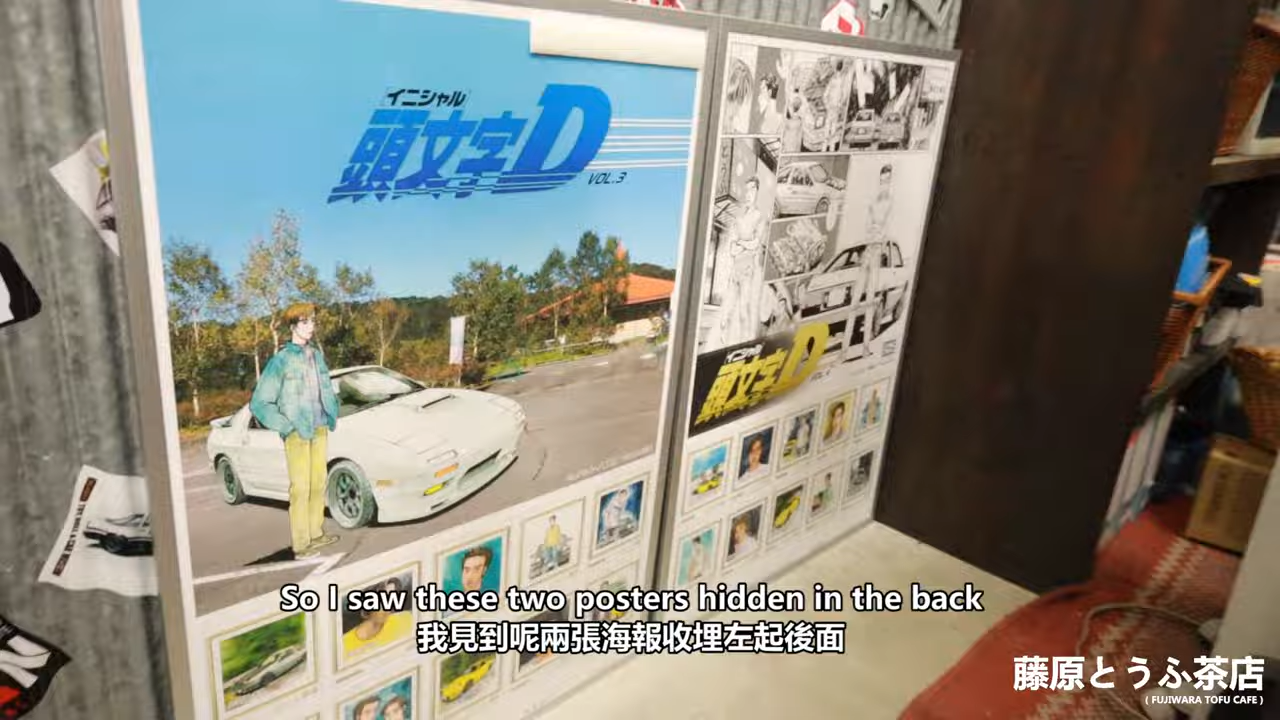 イニシャル
頭文字D
VOL.3
イニシャル
頭文字D
So I saw these two posters hidden in the back
我見到呢兩張海報收埋左起後面
藤原とうふ茶店
( FUJIWARA TOFU CAFE )